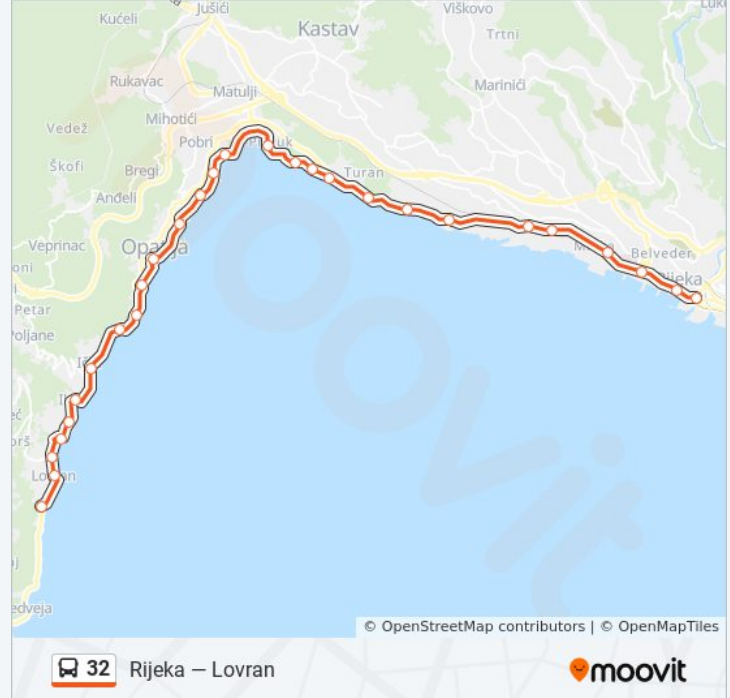 Kućeli
Jušići
Viškovo
Kastav
Trtni
Rukavac
Matulji
Marinići
Mihotići
Vedež
Pobri
Škofi
Bregi
Turan
Anđeli
Veprinac
Opatija
Belveder
Rijeka
Petar
Poljane
Lovran
moovit
© OpenStreetMap contributors | © OpenMapTiles
32 Rijeka — Lovran
moovit